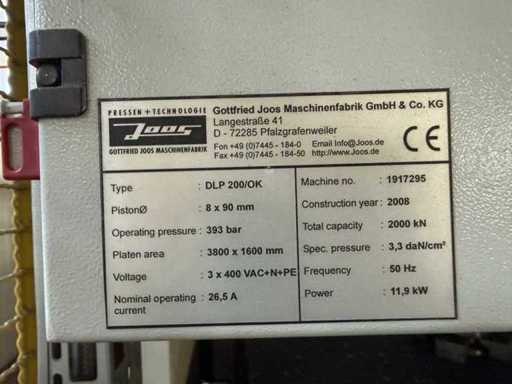 PRESSEN + TECHNOLOGIE
Joos
GOTTFRIED JOOS MASCHINENFABRIK
Gottfried Joos Maschinenfabrik GmbH & Co. KG
Langestraße 41
D - 72285 Pfalzgrafenweiler
Fon +49 (0)7445 - 184-0 Email Info@Joos.de
Fax +49 (0)7445 - 184-50 http://www.Joos.de
CE
Type : DLP 200/OK
PistonØ : 8 x 90 mm
Operating pressure : 393 bar
Platen area : 3800 x 1600 mm
Voltage : 3 x 400 VAC+N+PE
Nominal operating : 26,5 A
current
Machine no. : 1917295
Construction year : 2008
Total capacity : 2000 kN
Spec. pressure : 3,3 daN/cm²
Frequency : 50 Hz
Power : 11,9 kW